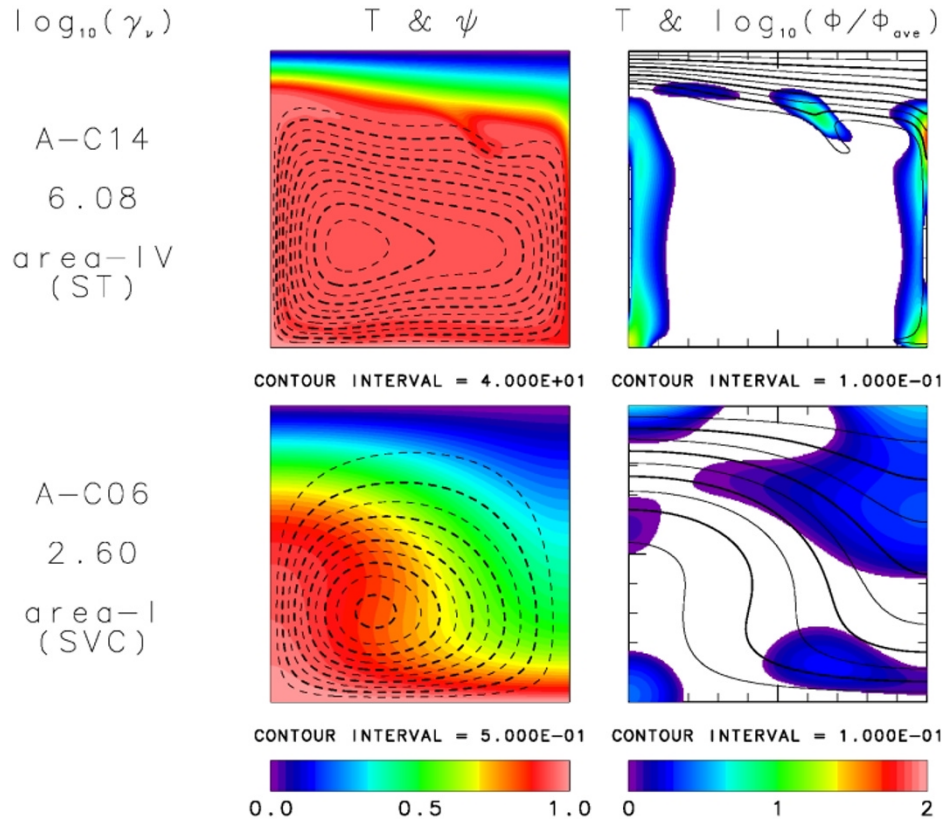 log₁₀(γᵥ) T & ψ T & log₁₀(Φ/Φave)
A-C14
6.08
area-IV
(ST)
CONTOUR INTERVAL = 4.000E+01 CONTOUR INTERVAL = 1.000E-01
A-C06
2.60
area-I
(SVC)
CONTOUR INTERVAL = 5.000E-01 CONTOUR INTERVAL = 1.000E-01
0.0 0.5 1.0 0 1 2